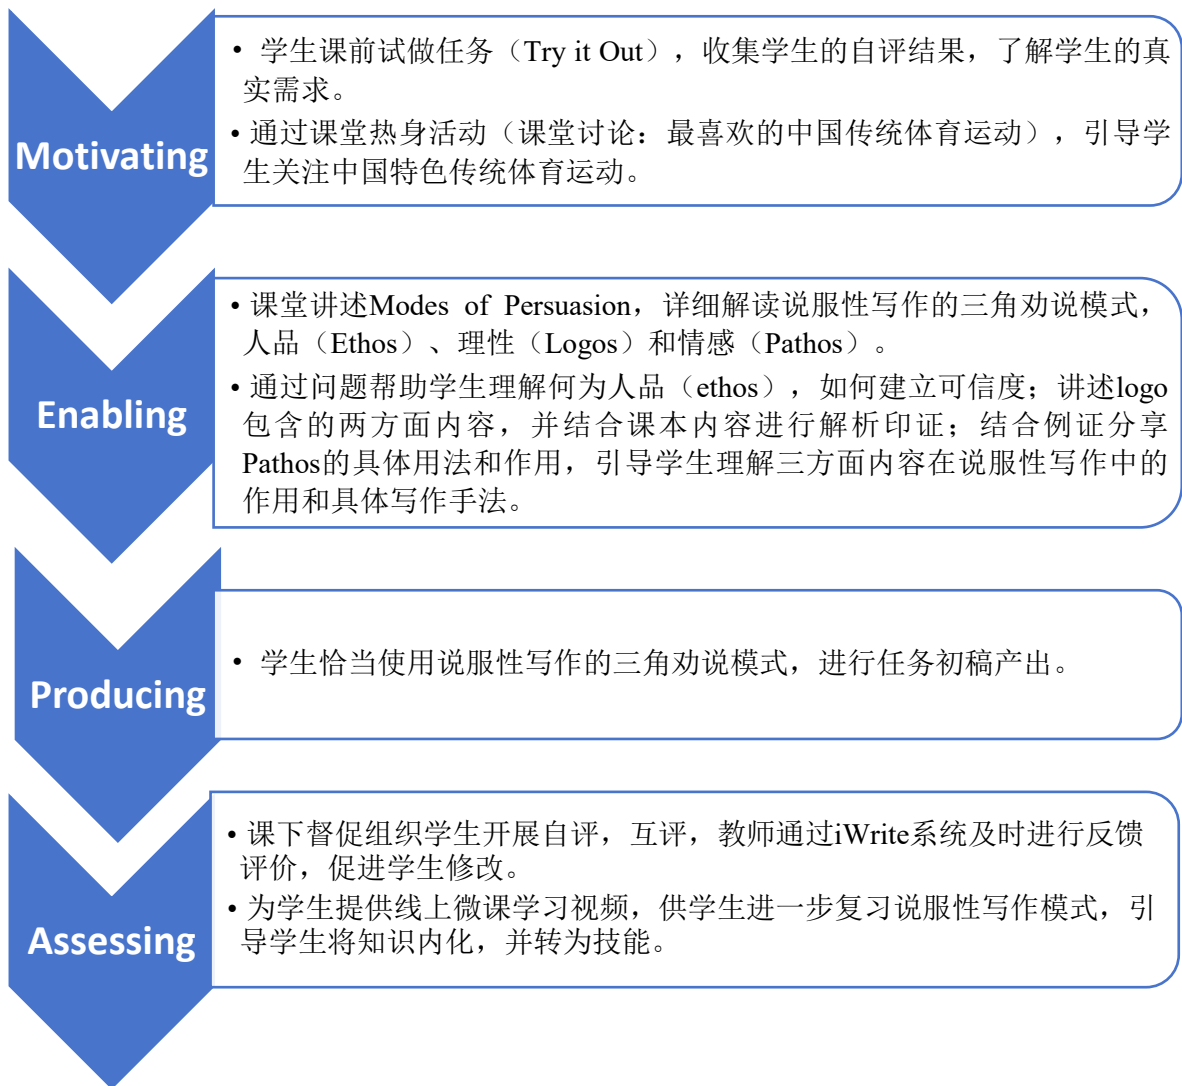 • 学生课前试做任务（Try it Out），收集学生的自评结果，了解学生的真
实需求。
• 通过课堂热身活动（课堂讨论：最喜欢的中国传统体育运动），引导学
生关注中国特色传统体育运动。
Motivating
• 课堂讲述Modes of Persuasion，详细解读说服性写作的三角劝说模式，
人品（Ethos）、理性（Logos）和情感（Pathos）。
• 通过问题帮助学生理解何为人品（ethos），如何建立可信度；讲述logo
包含的两方面内容，并结合课本内容进行解析印证；结合例证分享
Pathos的具体用法和作用，引导学生理解三方面内容在说服性写作中的
作用和具体写作手法。
Enabling
• 学生恰当使用说服性写作的三角劝说模式，进行任务初稿产出。
Producing
• 课下督促组织学生开展自评，互评，教师通过iWrite系统及时进行反馈
评价，促进学生修改。
• 为学生提供线上微课学习视频，供学生进一步复习说服性写作模式，引
导学生将知识内化，并转为技能。
Assessing